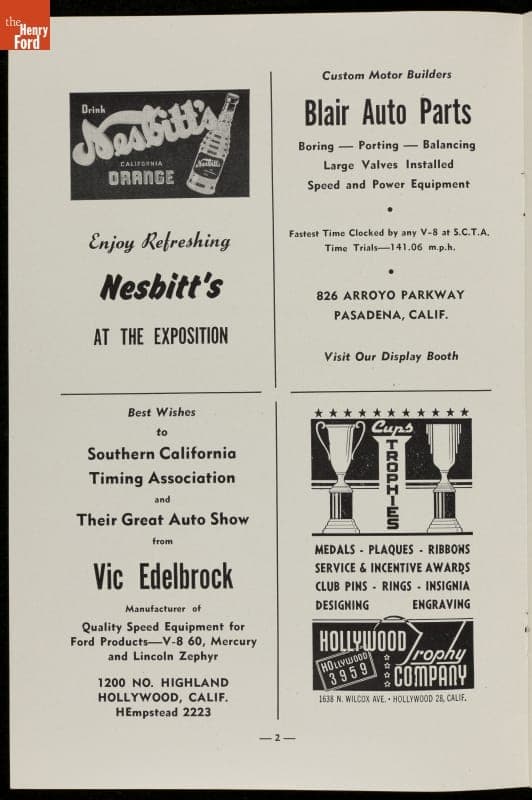 the
Henry
Ford
Drink
Nesbitt's
CALIFORNIA
ORANGE
Nesbitt's
Enjoy Refreshing
Nesbitt's
AT THE EXPOSITION
Custom Motor Builders
Blair Auto Parts
Boring — Porting — Balancing
Large Valves Installed
Speed and Power Equipment
Fastest Time Clocked by any V-8 at S.C.T.A.
Time Trials—141.06 m.p.h.
826 ARROYO PARKWAY
PASADENA, CALIF.
Visit Our Display Booth
Best Wishes
to
Southern California
Timing Association
and
Their Great Auto Show
from
Vic Edelbrock
Manufacturer of
Quality Speed Equipment for
Ford Products—V-8 60, Mercury
and Lincoln Zephyr
1200 NO. HIGHLAND
HOLLYWOOD, CALIF.
HEmpstead 2223
Cups
TROPHIES
MEDALS - PLAQUES - RIBBONS
SERVICE & INCENTIVE AWARDS
CLUB PINS - RINGS - INSIGNIA
DESIGNING ENGRAVING
HOLLYWOOD
Trophy
COMPANY
HOLLYWOOD
3959
1638 N. WILCOX AVE. • HOLLYWOOD 28, CALIF.
— 2 —